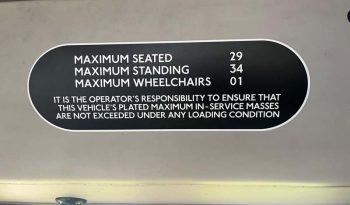 MAXIMUM SEATED 29
MAXIMUM STANDING 34
MAXIMUM WHEELCHAIRS 01
IT IS THE OPERATOR'S RESPONSIBILITY TO ENSURE THAT
THIS VEHICLE'S PLATED MAXIMUM IN-SERVICE MASSES
ARE NOT EXCEEDED UNDER ANY LOADING CONDITION